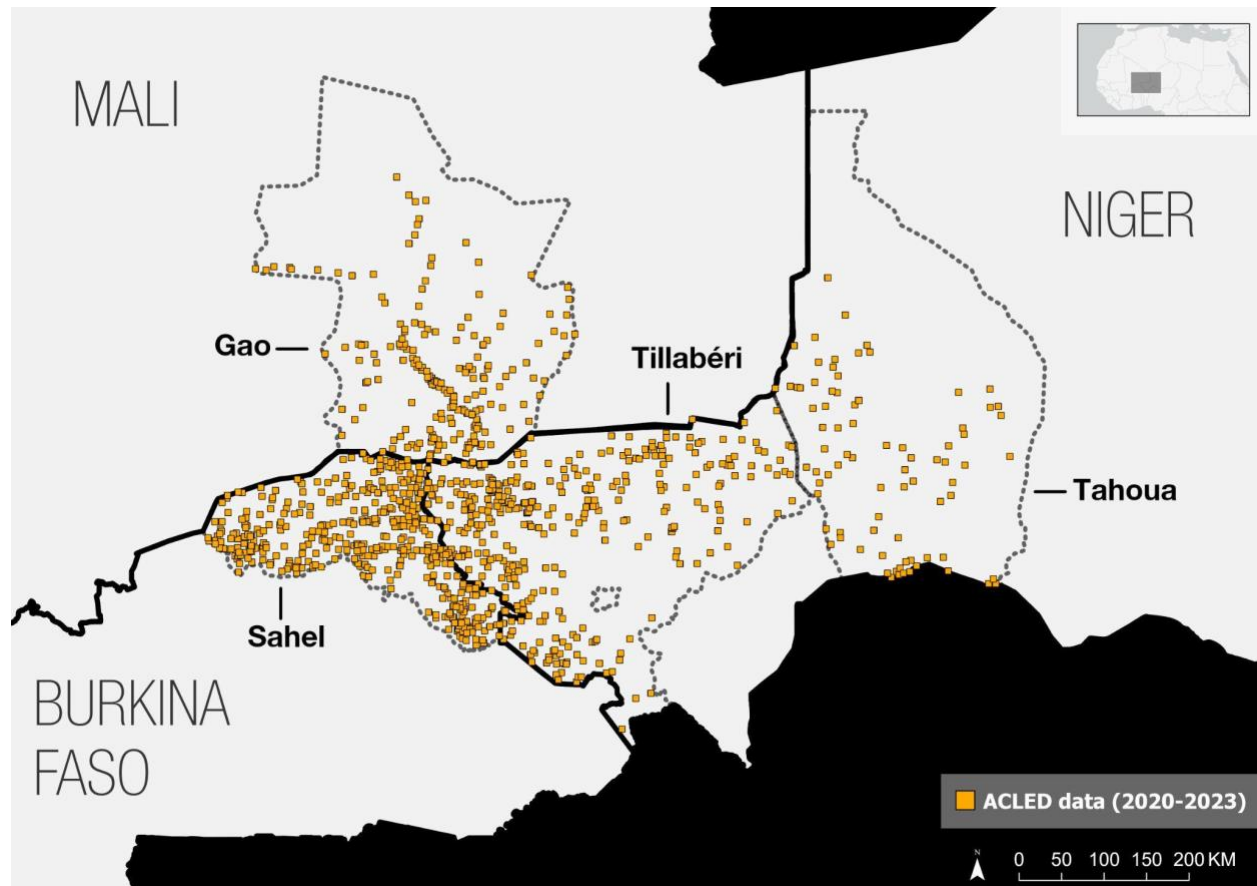 MALI
NIGER
Gao
Tillabéri
Tahoua
Sahel
BURKINA
FASO
ACLED data (2020-2023)
N
0 50 100 150 200 KM